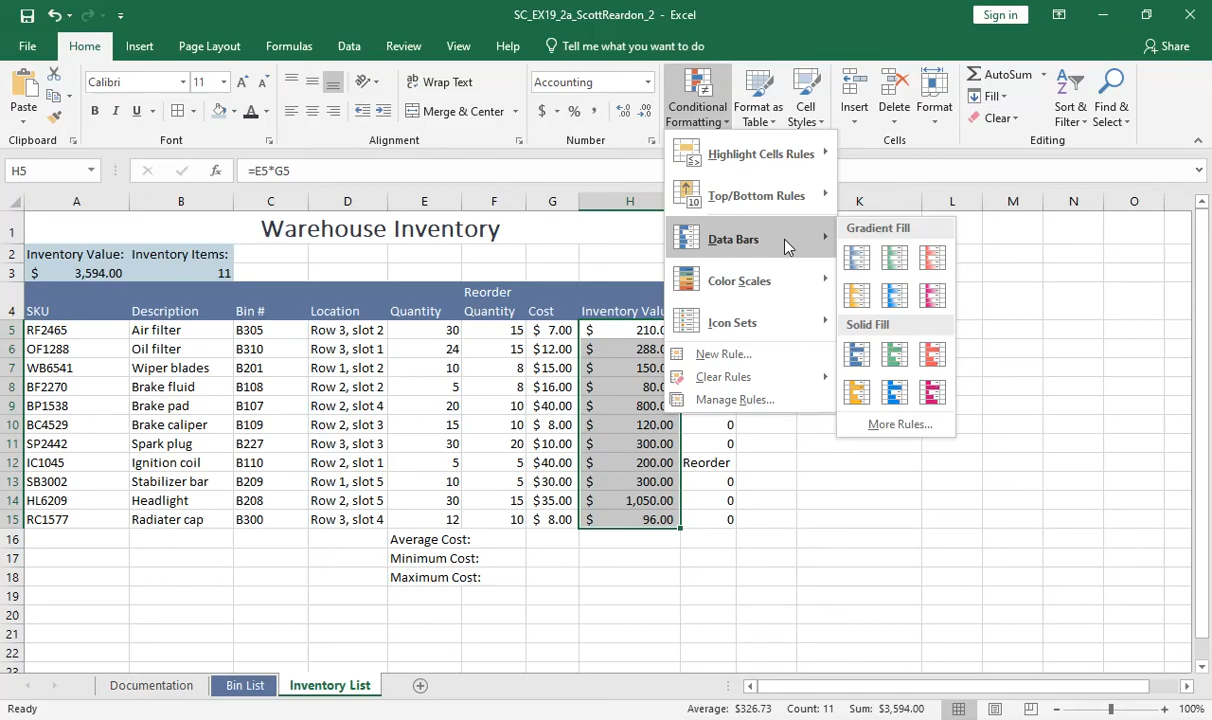 SC_EX19_2a_ScottReardon_2 - Excel
Sign in
File Home Insert Page Layout Formulas Data Review View Help Tell me what you want to do Share
Paste
Calibri 11
B I U
Wrap Text
Merge & Center
Accounting
$ % ,
Conditional Formatting
Format as Table
Cell Styles
Insert Delete Format
AutoSum
Fill
Clear
Sort & Filter
Find & Select
Clipboard Font Alignment Number Cells Editing
H5 fx =E5*G5
A B C D E F G H K L M N O
1 Warehouse Inventory
2 Inventory Value: Inventory Items:
3 $ 3,594.00 11
4 SKU Description Bin # Location Quantity Reorder Quantity Cost Inventory Valu
5 RF2465 Air filter B305 Row 3, slot 2 30 15 $ 7.00 $ 210.0
6 OF1288 Oil filter B310 Row 3, slot 1 24 15 $12.00 $ 288.0
7 WB6541 Wiper blades B201 Row 1, slot 2 10 8 $15.00 $ 150.0
8 BF2270 Brake fluid B108 Row 2, slot 2 5 8 $16.00 $ 80.0
9 BP1538 Brake pad B107 Row 2, slot 4 20 10 $40.00 $ 800.0
10 BC4529 Brake caliper B109 Row 2, slot 3 15 10 $ 8.00 $ 120.00 0
11 SP2442 Spark plug B227 Row 3, slot 3 30 20 $10.00 $ 300.00 0
12 IC1045 Ignition coil B110 Row 2, slot 1 5 5 $40.00 $ 200.00 Reorder
13 SB3002 Stabilizer bar B209 Row 1, slot 5 10 5 $30.00 $ 300.00 0
14 HL6209 Headlight B208 Row 2, slot 5 30 15 $35.00 $ 1,050.00 0
15 RC1577 Radiater cap B300 Row 3, slot 4 12 10 $ 8.00 $ 96.00 0
16 Average Cost:
17 Minimum Cost:
18 Maximum Cost:
19
20
21
22
23
Highlight Cells Rules
Top/Bottom Rules
Data Bars
Color Scales
Icon Sets
New Rule...
Clear Rules
Manage Rules...
Gradient Fill
Solid Fill
More Rules...
Documentation Bin List Inventory List
Ready Average: $326.73 Count: 11 Sum: $3,594.00 100%